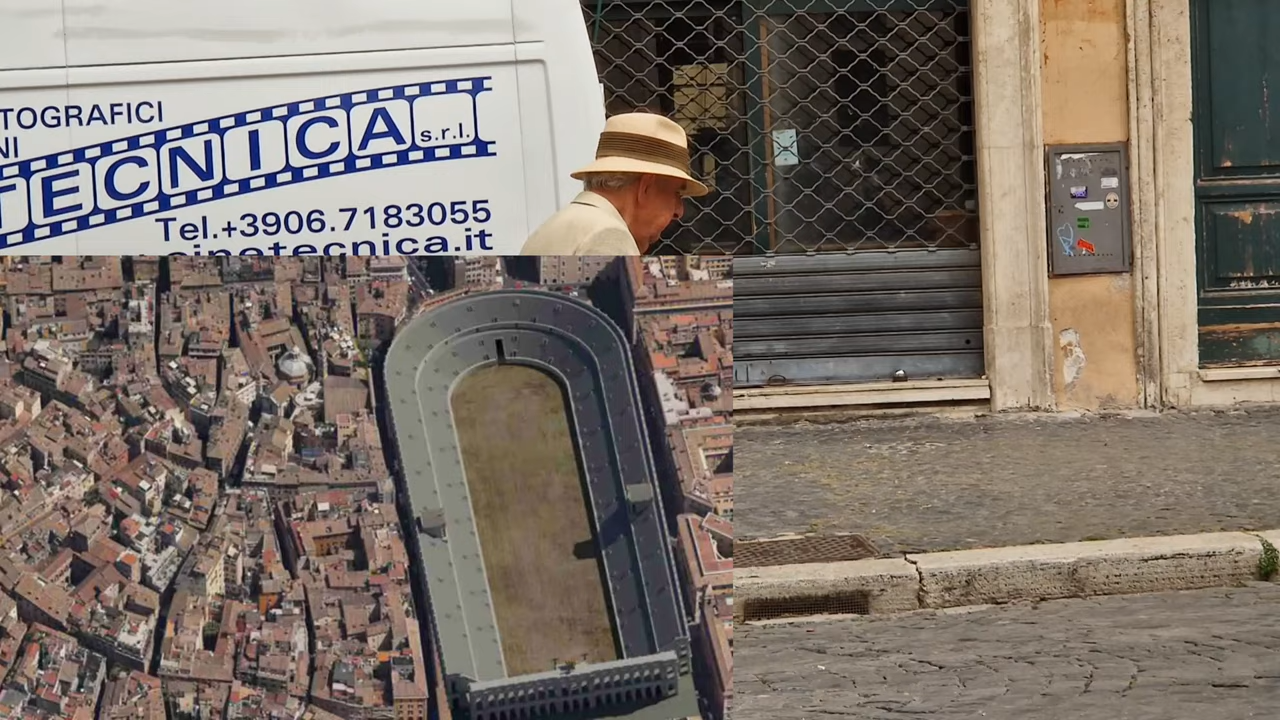 TOGRAFICI
NI
TECNICA s.r.l.
Tel.+3906.7183055
cinetecnica.it